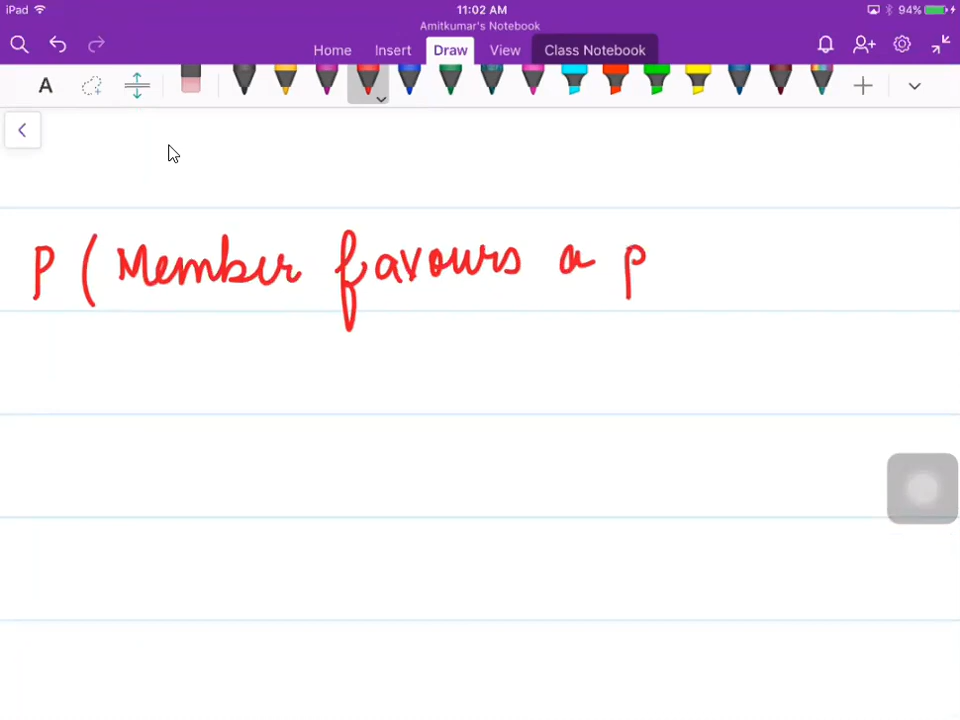 iPad 11:02 AM 94%
Amitkumar's Notebook
Home Insert Draw View Class Notebook
A
P ( Member favours a p